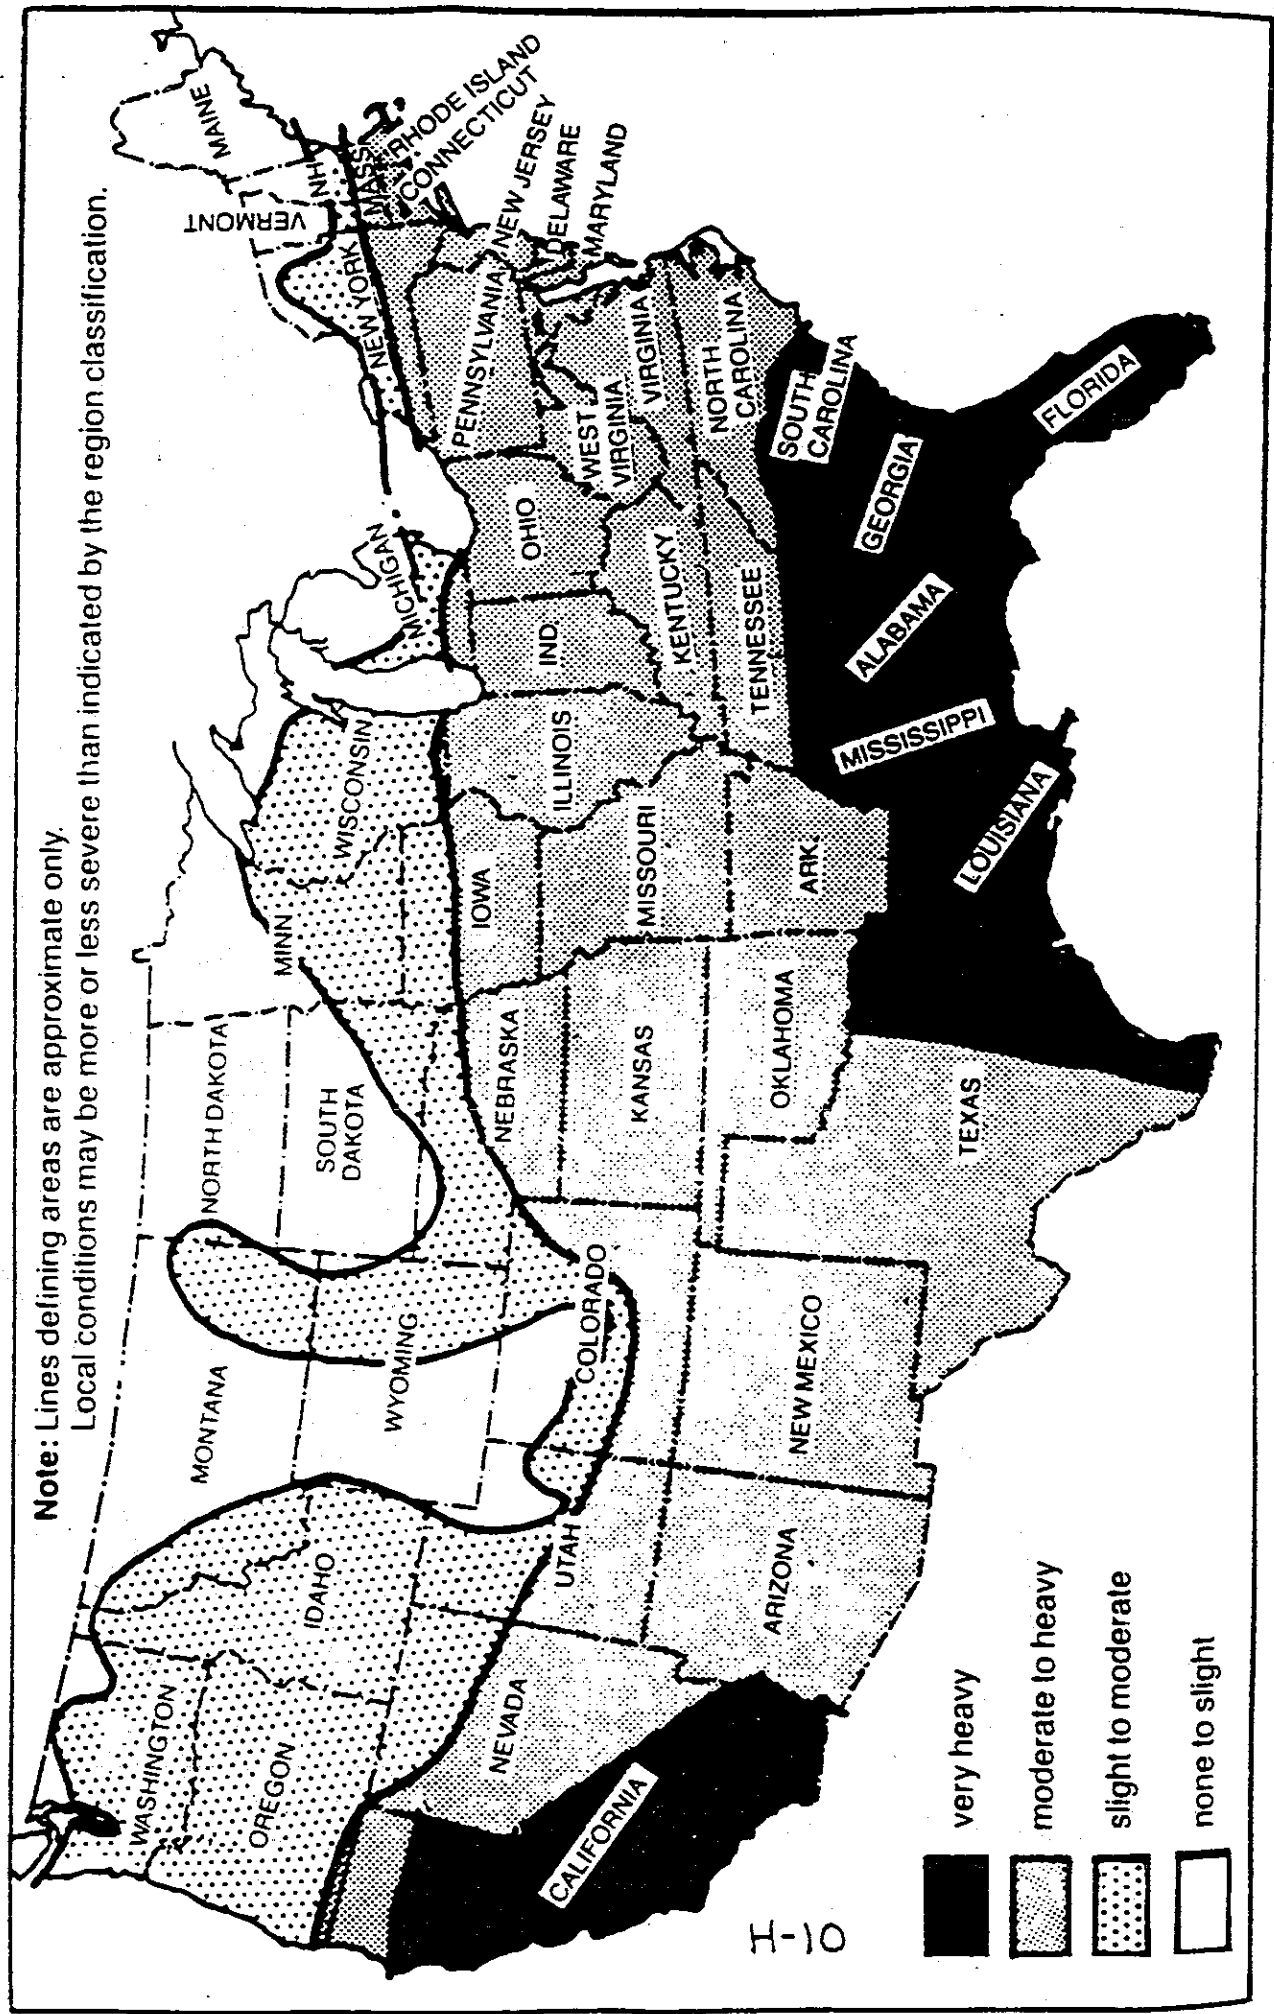 Note: Lines defining areas are approximate only.
Local conditions may be more or less severe than indicated by the region classification.
WASHINGTON
OREGON
IDAHO
MONTANA
NORTH DAKOTA
SOUTH
DAKOTA
MINN
WISCONSIN
MICHIGAN
WYOMING
NEVADA
UTAH
COLORADO
NEBRASKA
KANSAS
IOWA
ILLINOIS
IND
OHIO
PENNSYLVANIA
NEW YORK
VERMONT
NH
MAINE
MASS
RHODE ISLAND
CONNECTICUT
NEW JERSEY
DELAWARE
MARYLAND
WEST
VIRGINIA
VIRGINIA
NORTH
CAROLINA
SOUTH
CAROLINA
KENTUCKY
TENNESSEE
MISSOURI
ARK.
OKLAHOMA
TEXAS
NEW MEXICO
ARIZONA
CALIFORNIA
LOUISIANA
MISSISSIPPI
ALABAMA
GEORGIA
FLORIDA
very heavy
moderate to heavy
slight to moderate
none to slight
H-10